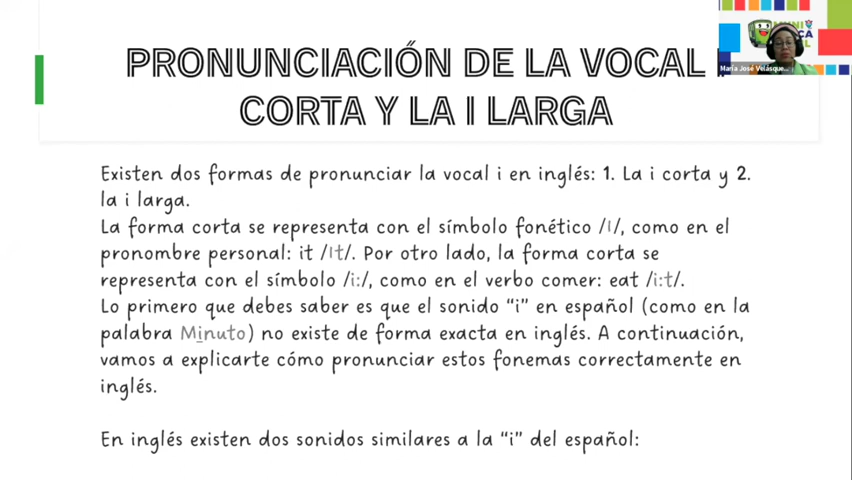 PRONUNCIACIÓN DE LA VOCAL
CORTA Y LA I LARGA
María José Velásque...
Existen dos formas de pronunciar la vocal i en inglés: 1. La i corta y 2.
la i larga.
La forma corta se representa con el símbolo fonético /I/, como en el
pronombre personal: it /It/. Por otro lado, la forma corta se
representa con el símbolo /i:/, como en el verbo comer: eat /i:t/.
Lo primero que debes saber es que el sonido “i” en español (como en la
palabra Minuto) no existe de forma exacta en inglés. A continuación,
vamos a explicarte cómo pronunciar estos fonemas correctamente en
inglés.
En inglés existen dos sonidos similares a la “i” del español: